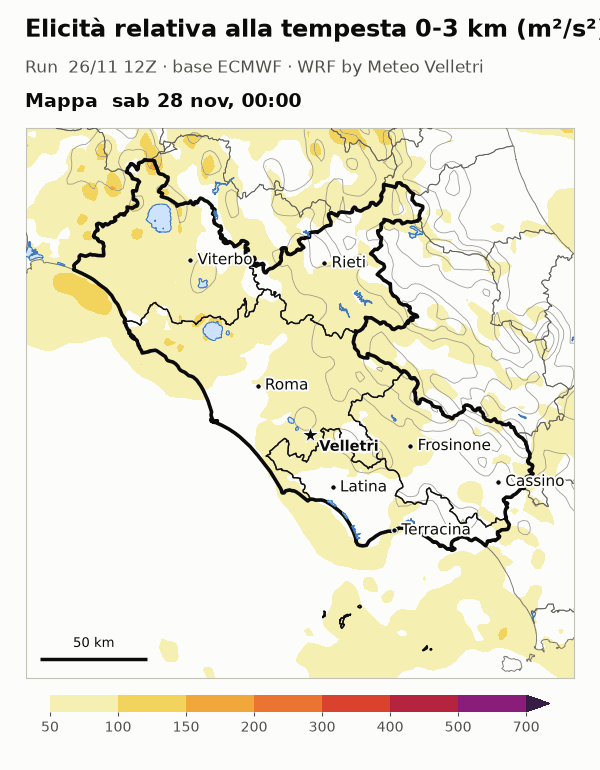 Elicità relativa alla tempesta 0-3 km (m²/s²)
Run 26/11 12Z · base ECMWF · WRF by Meteo Velletri
Mappa sab 28 nov, 00:00
Viterbo
Rieti
Roma
Velletri
Frosinone
Cassino
Latina
Terracina
50 km
50 100 150 200 300 400 500 700